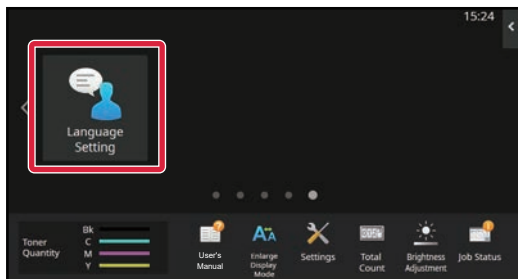 15:24
Language
Setting
Toner
Quantity
Bk
C
M
Y
User's
Manual
Enlarge
Display
Mode
Settings
Total
Count
Brightness
Adjustment
Job Status